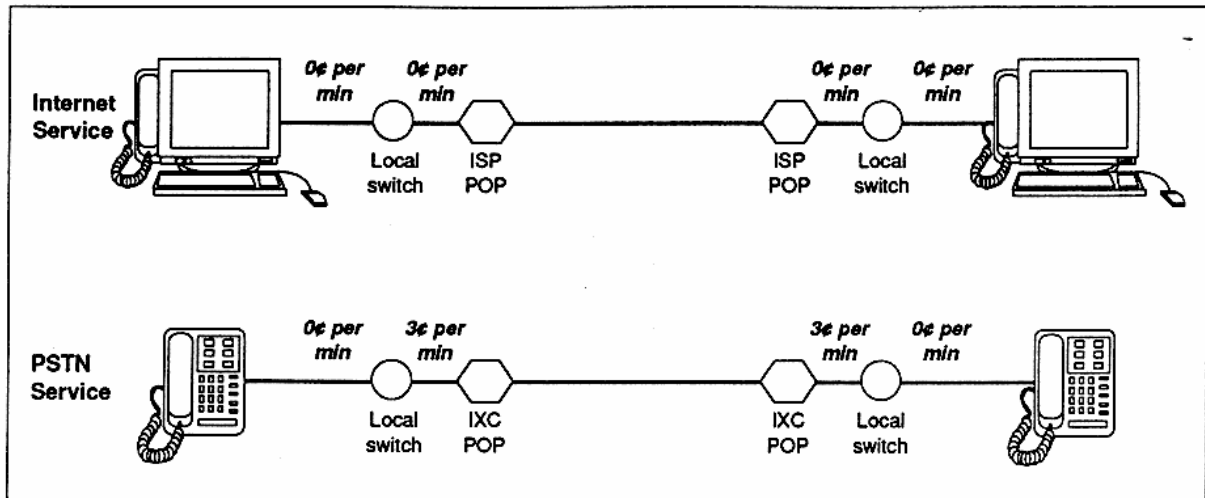 Internet
Service
0¢ per
min
0¢ per
min
0¢ per
min
0¢ per
min
Local
switch
ISP
POP
ISP
POP
Local
switch
PSTN
Service
0¢ per
min
3¢ per
min
3¢ per
min
0¢ per
min
Local
switch
IXC
POP
IXC
POP
Local
switch